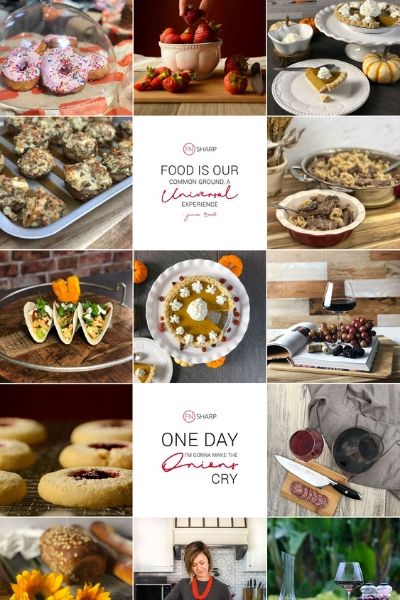 FN SHARP
FOOD IS OUR
COMMON GROUND, A
Universal
EXPERIENCE
- James Beard
FN SHARP
ONE DAY
I'M GONNA MAKE THE
Onions
CRY